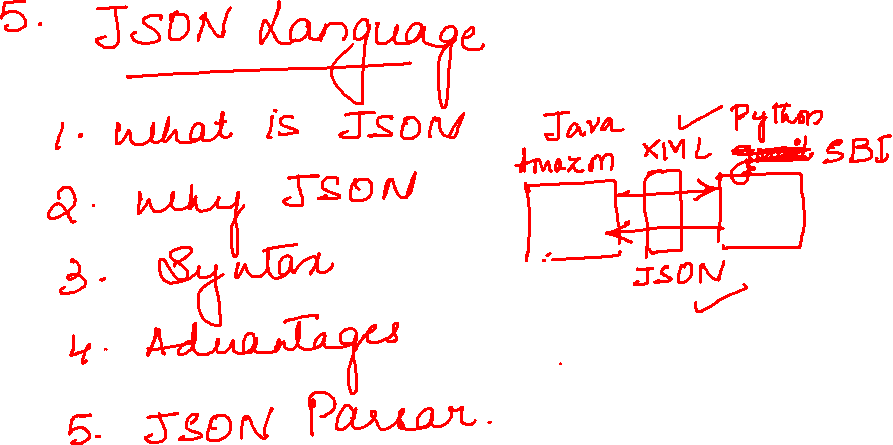 5. JSON Language
1. What is JSON
2. Why JSON
3. Syntax
4. Advantages
5. JSON Parsar.
Java XML Python
Amazon SBI
JSON